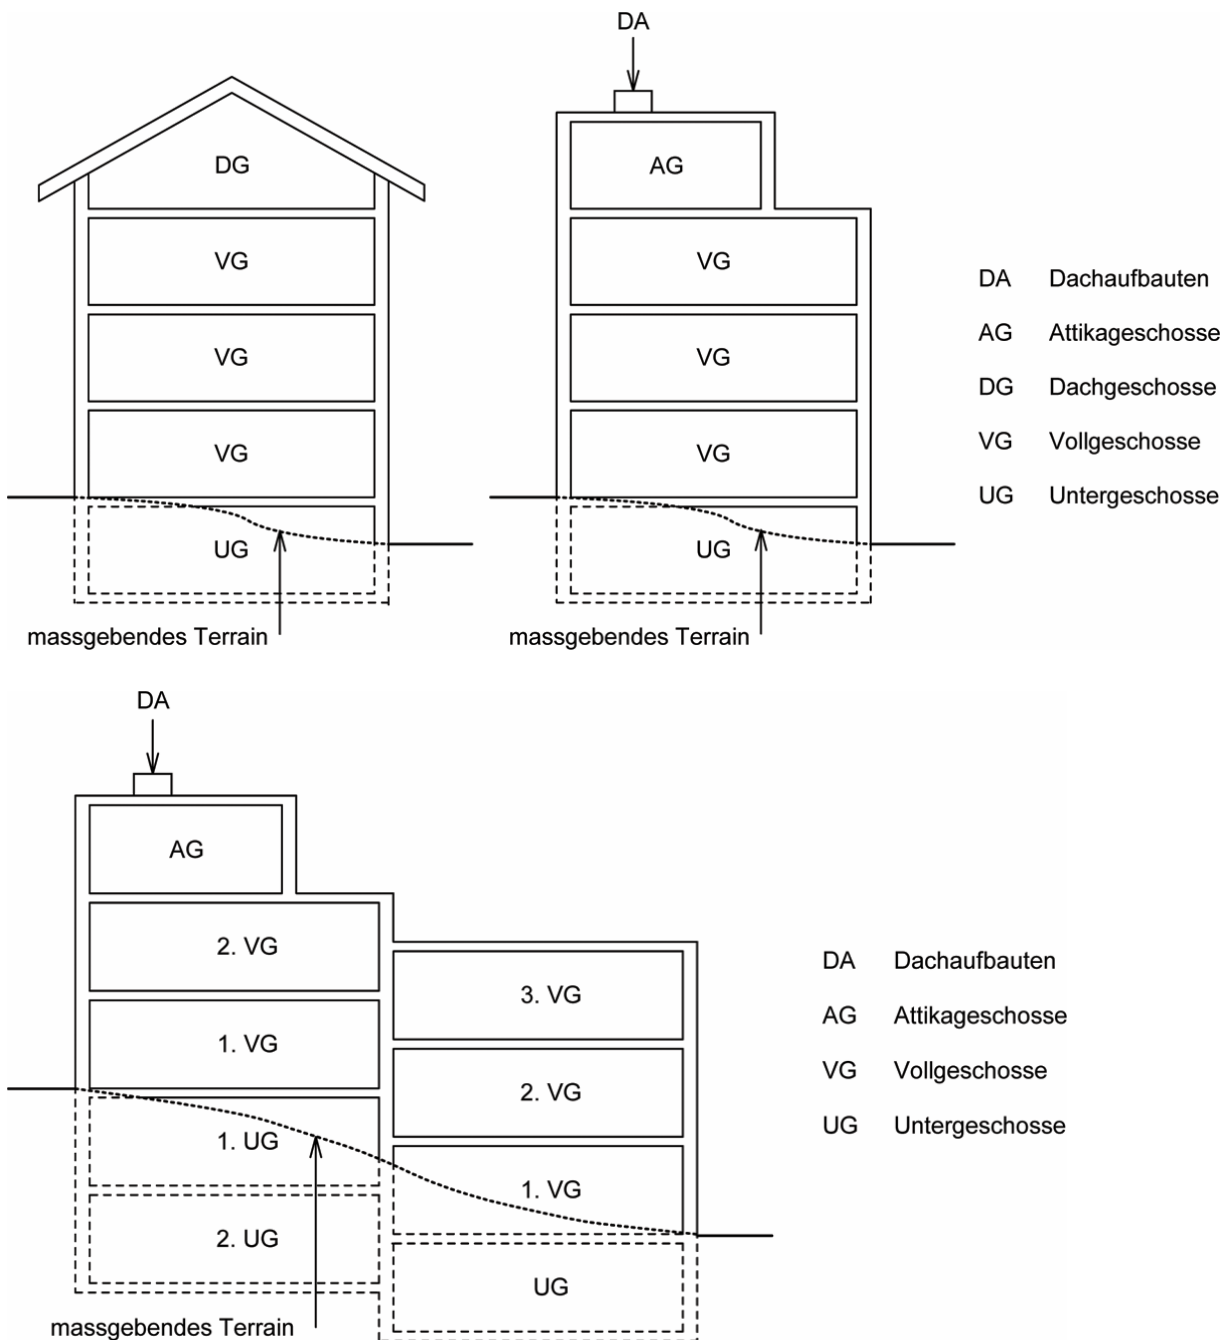 DA
DG
AG
VG
VG
VG
VG
VG
VG
UG
UG
massgebendes Terrain
massgebendes Terrain
DA Dachaufbauten
AG Attikageschosse
DG Dachgeschosse
VG Vollgeschosse
UG Untergeschosse
DA
AG
2. VG
1. VG
1. UG
2. UG
3. VG
2. VG
1. VG
UG
massgebendes Terrain
DA Dachaufbauten
AG Attikageschosse
VG Vollgeschosse
UG Untergeschosse